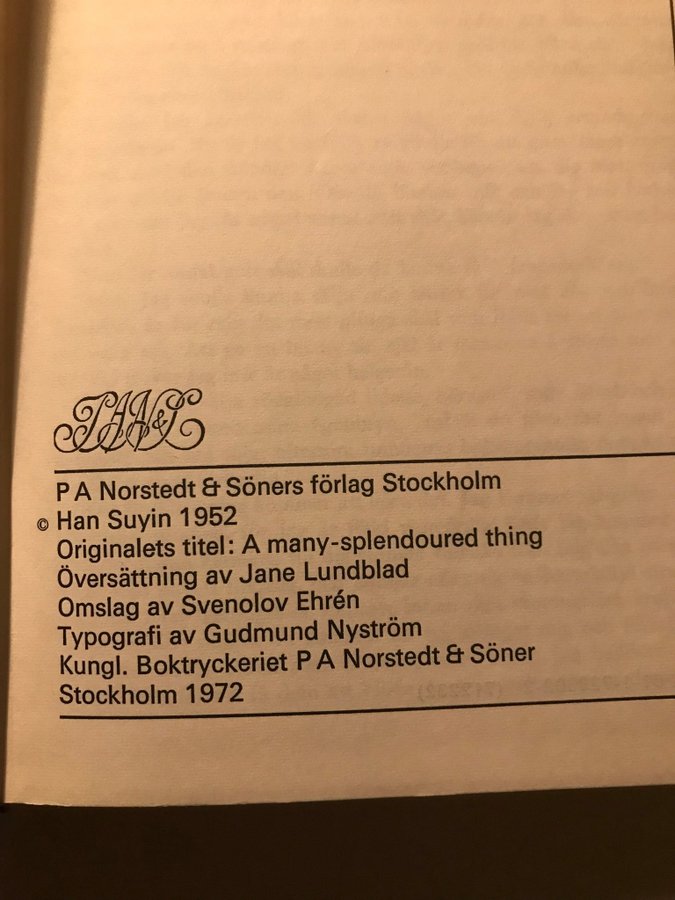 PAN&S
P A Norstedt & Söners förlag Stockholm
© Han Suyin 1952
Originalets titel: A many-splendoured thing
Översättning av Jane Lundblad
Omslag av Svenolov Ehrén
Typografi av Gudmund Nyström
Kungl. Boktryckeriet P A Norstedt & Söner
Stockholm 1972